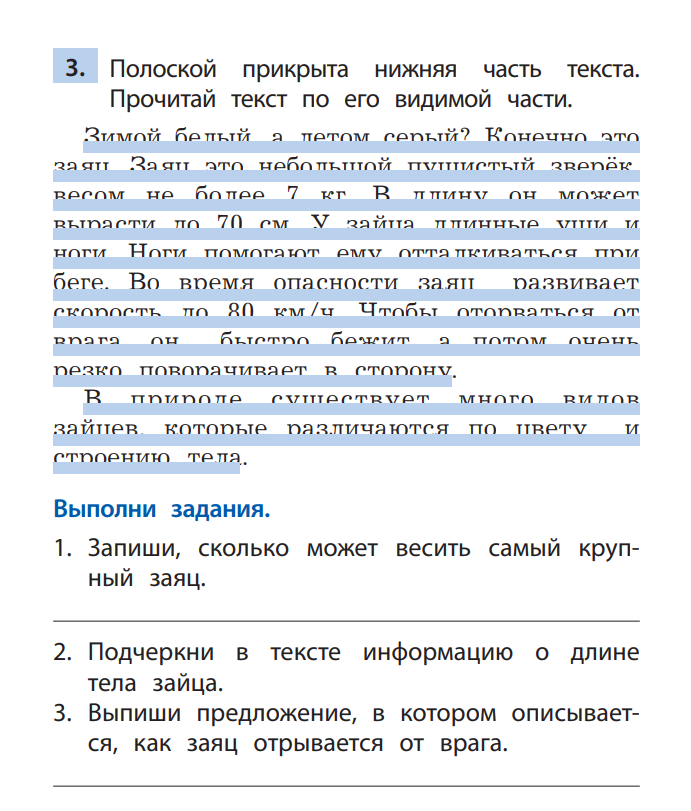 3. Полоской прикрыта нижняя часть текста.
Прочитай текст по его видимой части.
Зимой белый, а летом серый? Конечно это
заяц. Заяц это небольшой пушистый зверёк,
весом не более 7 кг. В длину он может
вырасти до 70 см. У зайца длинные уши и
ноги. Ноги помогают ему отталкиваться при
беге. Во время опасности заяц развивает
скорость до 80 км/ч. Чтобы оторваться от
врага, он быстро бежит, а потом очень
резко поворачивает в сторону.
В природе существует много видов
зайцев, которые различаются по цвету и
строению тела.
Выполни задания.
1. Запиши, сколько может весить самый круп-
ный заяц.
2. Подчеркни в тексте информацию о длине
тела зайца.
3. Выпиши предложение, в котором описывает-
ся, как заяц отрывается от врага.